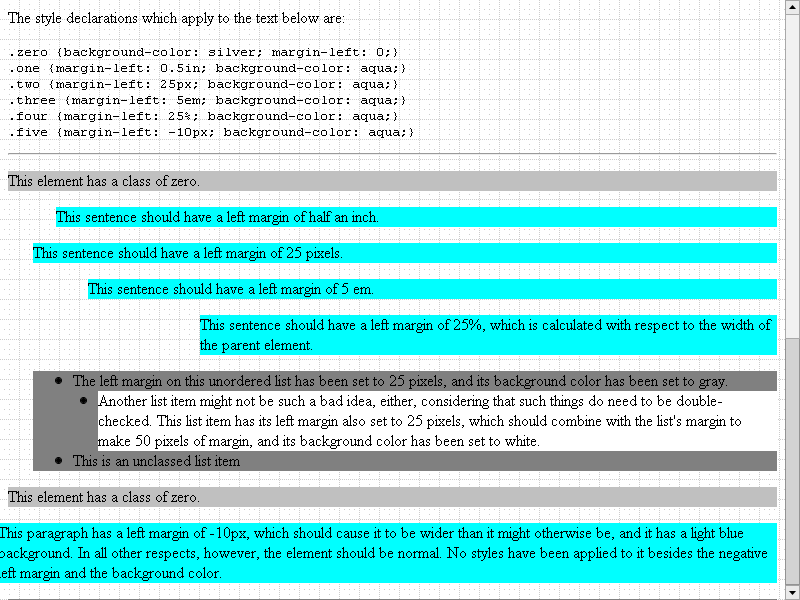 The style declarations which apply to the text below are:
.zero {background-color: silver; margin-left: 0;}
.one {margin-left: 0.5in; background-color: aqua;}
.two {margin-left: 25px; background-color: aqua;}
.three {margin-left: 5em; background-color: aqua;}
.four {margin-left: 25%; background-color: aqua;}
.five {margin-left: -10px; background-color: aqua;}
This element has a class of zero.
This sentence should have a left margin of half an inch.
This sentence should have a left margin of 25 pixels.
This sentence should have a left margin of 5 em.
This sentence should have a left margin of 25%, which is calculated with respect to the width of
the parent element.
The left margin on this unordered list has been set to 25 pixels, and its background color has been set to gray.
Another list item might not be such a bad idea, either, considering that such things do need to be double-
checked. This list item has its left margin also set to 25 pixels, which should combine with the list's margin to
make 50 pixels of margin, and its background color has been set to white.
This is an unclassed list item
This element has a class of zero.
This paragraph has a left margin of -10px, which should cause it to be wider than it might otherwise be, and it has a light blue
background. In all other respects, however, the element should be normal. No styles have been applied to it besides the negative
left margin and the background color.